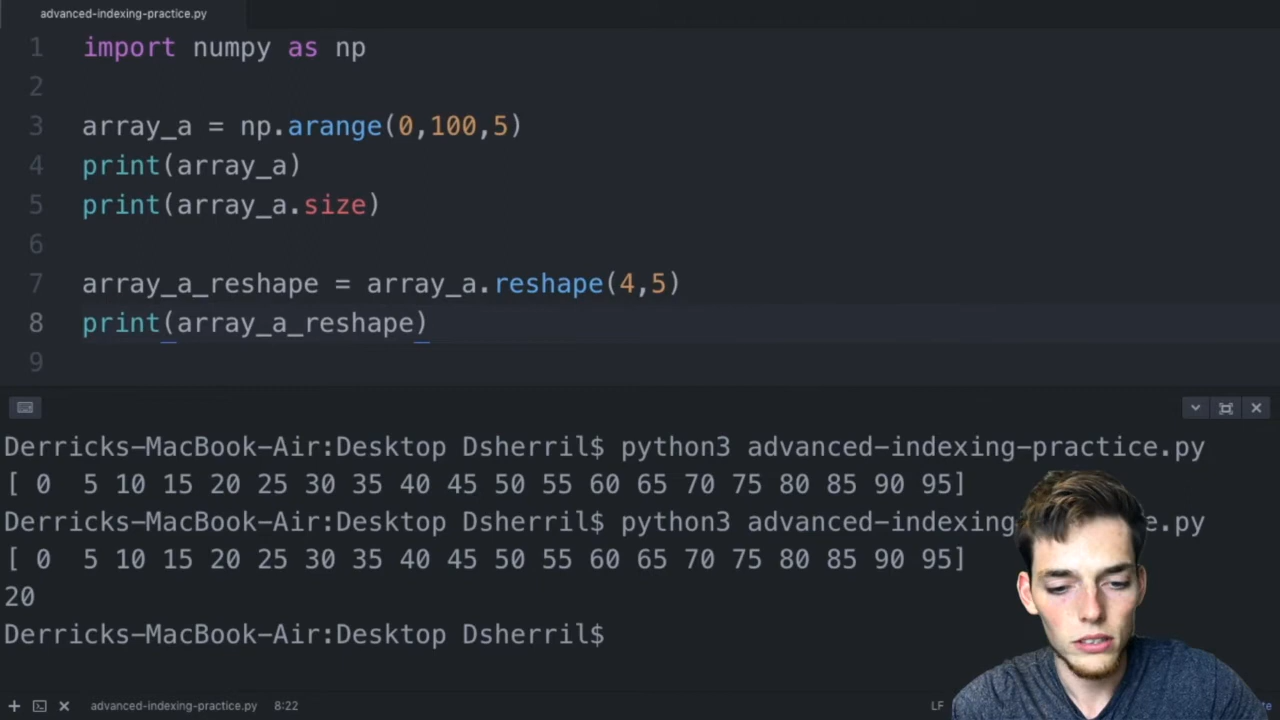 advanced-indexing-practice.py
1 import numpy as np
2
3 array_a = np.arange(0,100,5)
4 print(array_a)
5 print(array_a.size)
6
7 array_a_reshape = array_a.reshape(4,5)
8 print(array_a_reshape)
9
Derricks-MacBook-Air:Desktop Dsherril$ python3 advanced-indexing-practice.py
[ 0  5 10 15 20 25 30 35 40 45 50 55 60 65 70 75 80 85 90 95]
Derricks-MacBook-Air:Desktop Dsherril$ python3 advanced-indexing e.py
[ 0  5 10 15 20 25 30 35 40 45 50 55 60 65 70 75 80 85 90 95]
20
Derricks-MacBook-Air:Desktop Dsherril$
advanced-indexing-practice.py 8:22 LF